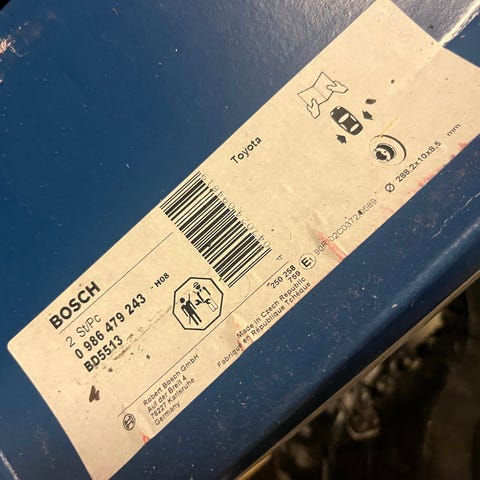 BOSCH
2 St/Pc
0 986 479 243 -H08
BD5513
Toyota
Ø 288,2x10x8,5 mm
250 258
769
Made in Czech Republic
Fabriqué en République Tchèque
Robert Bosch GmbH
Auf der Breit 4
76227 Karlsruhe
Germany